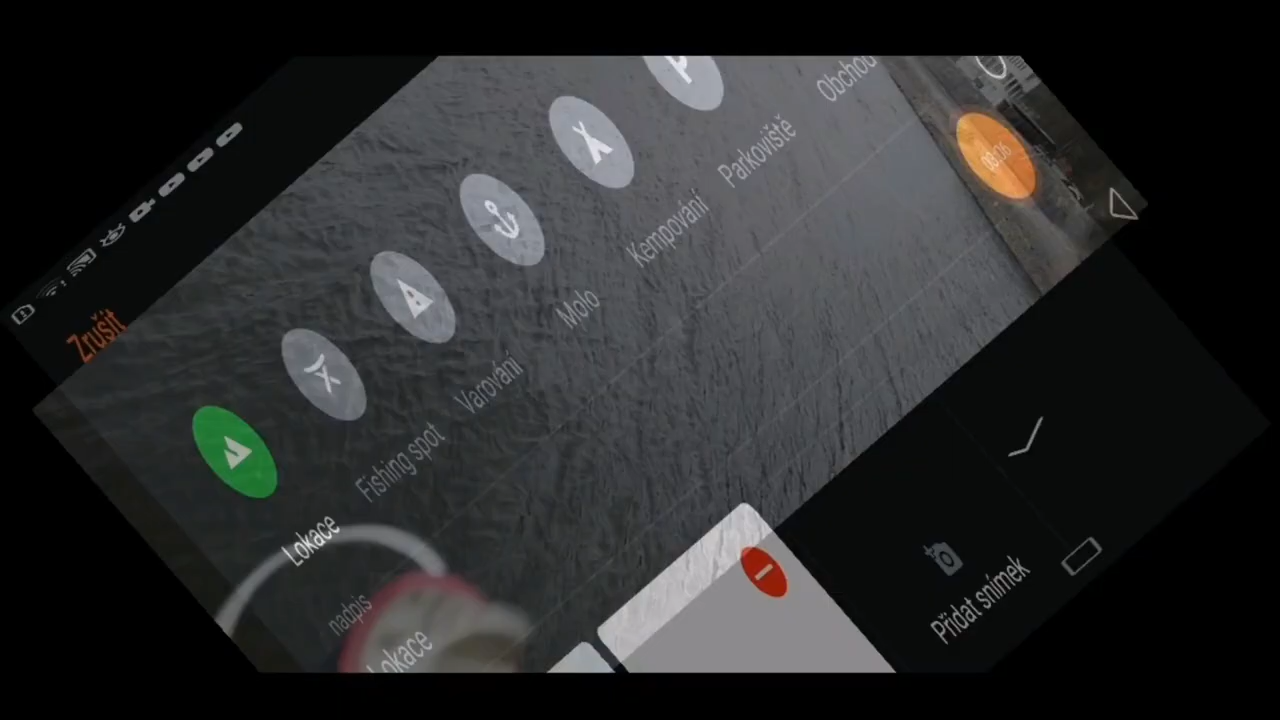 Zrušit
Lokace
Fishing spot
Varování
Molo
Kempování
Parkoviště
Obchod
nadpis
Lokace
Přidat snímek